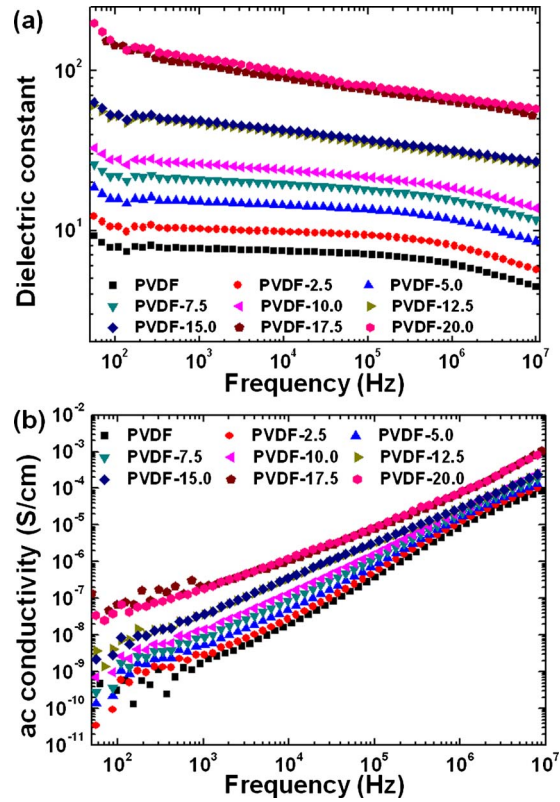 (a)
Dielectric constant
10²
10¹
PVDF PVDF-2.5 PVDF-5.0
PVDF-7.5 PVDF-10.0 PVDF-12.5
PVDF-15.0 PVDF-17.5 PVDF-20.0
10² 10³ 10⁴ 10⁵ 10⁶ 10⁷
Frequency (Hz)
(b)
ac conductivity (S/cm)
10⁻²
10⁻³
10⁻⁴
10⁻⁵
10⁻⁶
10⁻⁷
10⁻⁸
10⁻⁹
10⁻¹⁰
10⁻¹¹
PVDF PVDF-2.5 PVDF-5.0
PVDF-7.5 PVDF-10.0 PVDF-12.5
PVDF-15.0 PVDF-17.5 PVDF-20.0
10² 10³ 10⁴ 10⁵ 10⁶ 10⁷
Frequency (Hz)